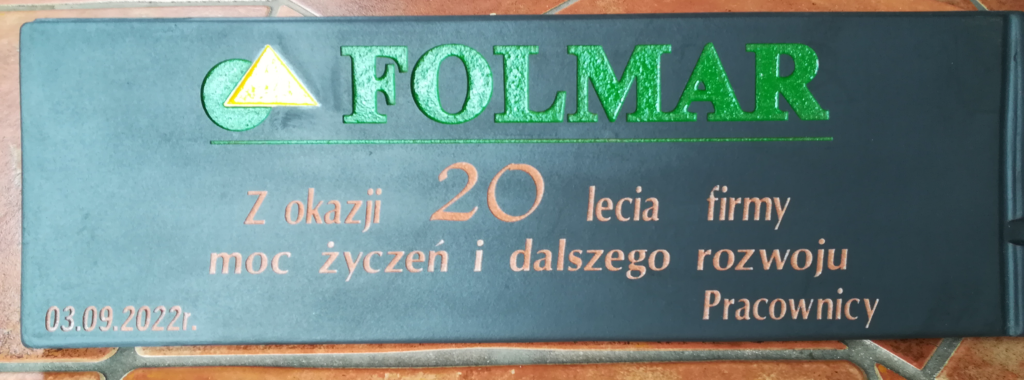 FOLMAR
Z okazji 20 lecia firmy
moc życzeń i dalszego rozwoju
Pracownicy
03.09.2022r.